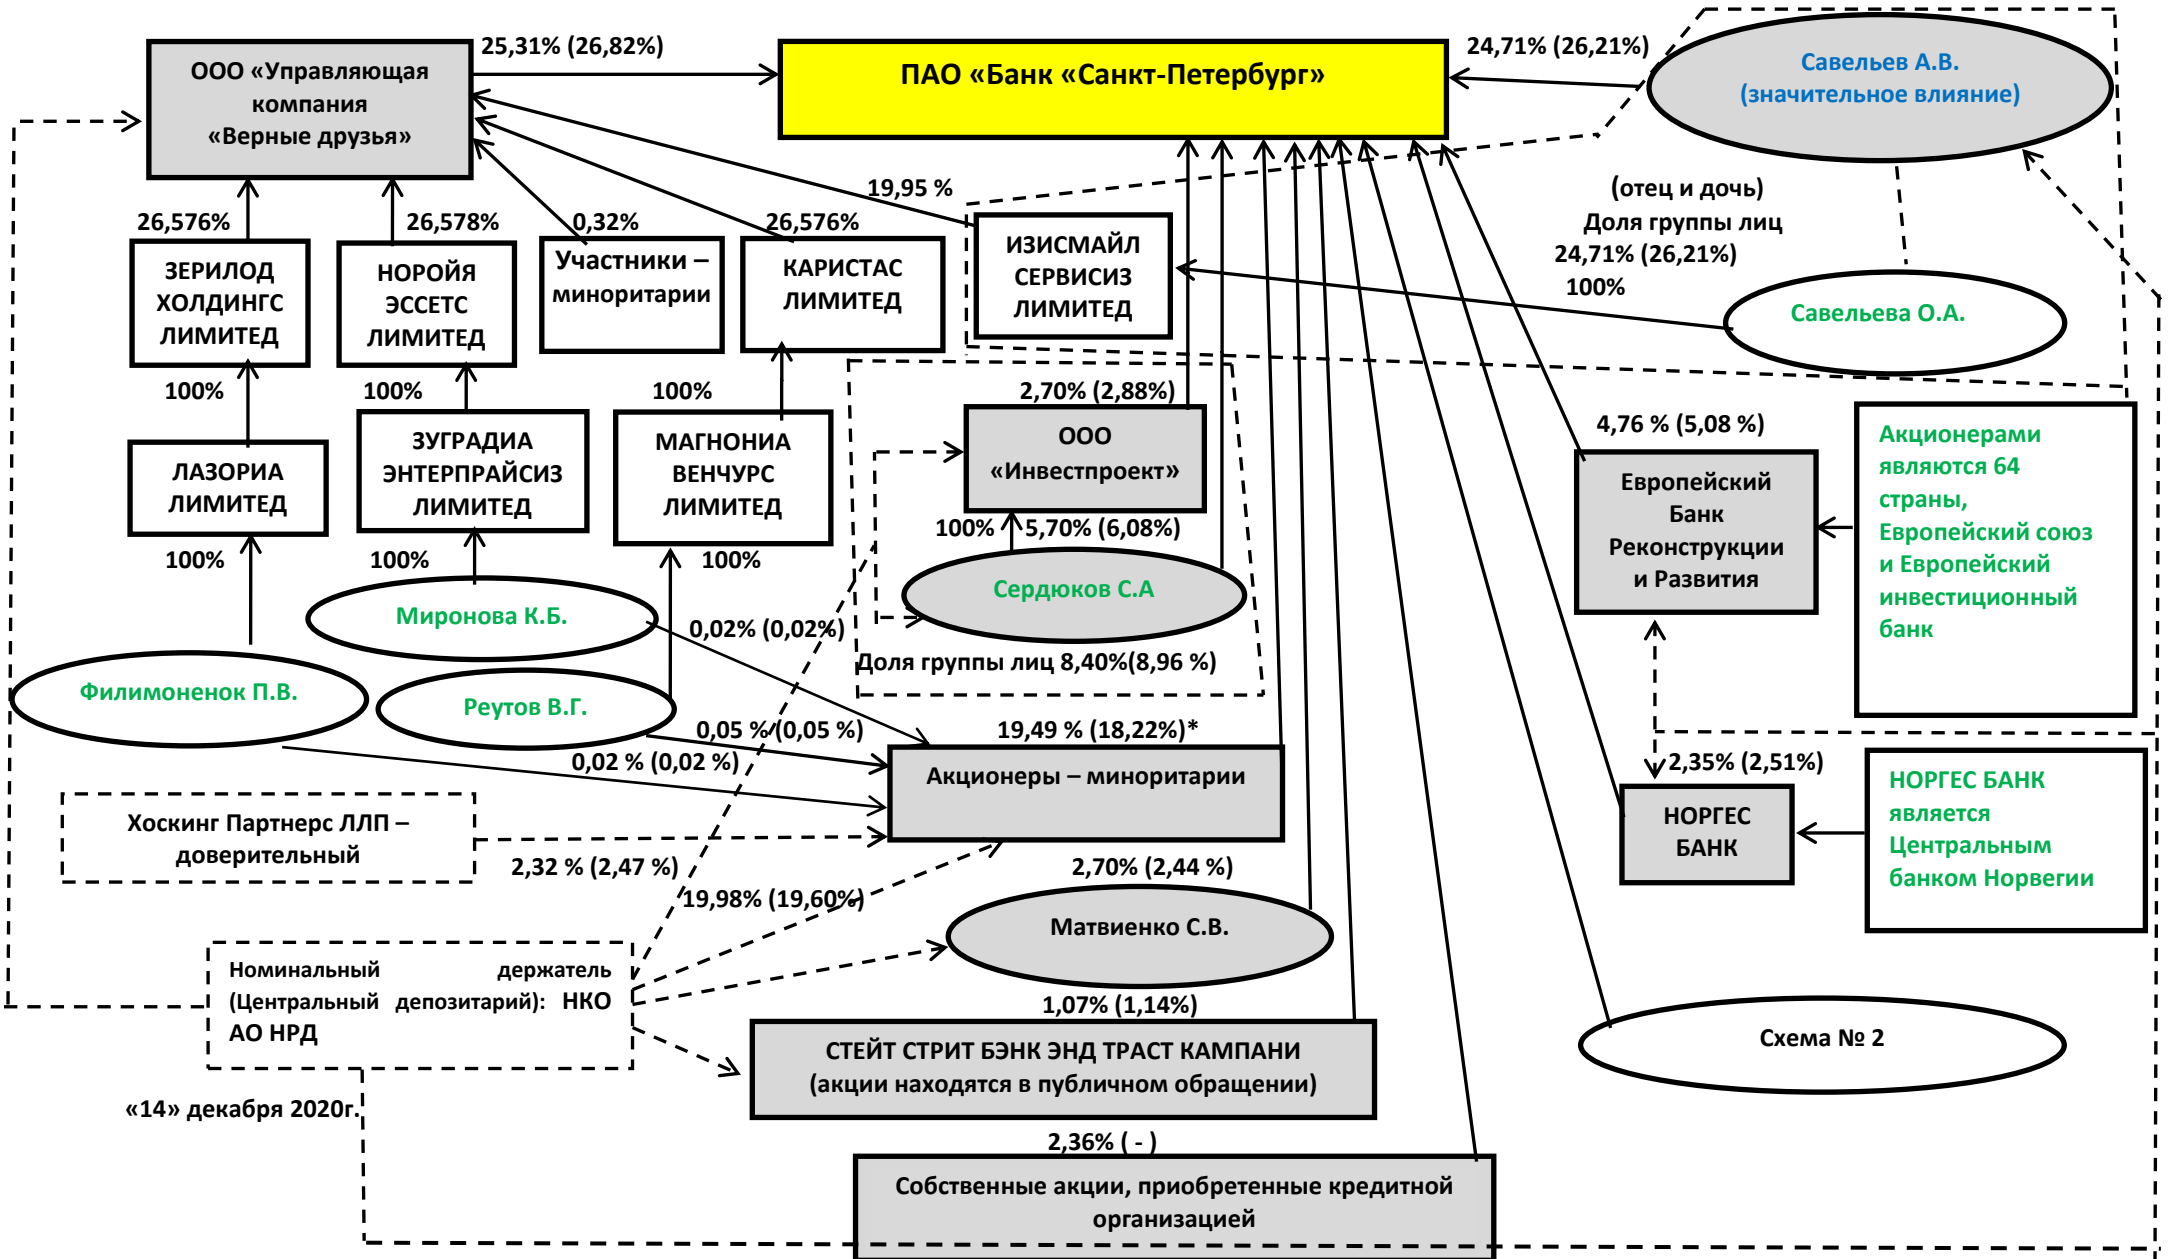 25,31% (26,82%)
24,71% (26,21%)
ООО «Управляющая
компания
«Верные друзья»
ПАО «Банк «Санкт-Петербург»
Савельев А.В.
(значительное влияние)
19,95 %
(отец и дочь)
Доля группы лиц
24,71% (26,21%)
100%
26,576%
26,578%
0,32%
26,576%
ЗЕРИЛОД
ХОЛДИНГС
ЛИМИТЕД
НОРОЙЯ
ЭССЕТС
ЛИМИТЕД
Участники –
миноритарии
КАРИСТАС
ЛИМИТЕД
ИЗИСМАЙЛ
СЕРВИСИЗ
ЛИМИТЕД
Савельева О.А.
100%
100%
100%
2,70% (2,88%)
4,76 % (5,08 %)
ЛАЗОРИА
ЛИМИТЕД
ЗУГРАДИА
ЭНТЕРПРАЙСИЗ
ЛИМИТЕД
МАГНОНИА
ВЕНЧУРС
ЛИМИТЕД
ООО
«Инвестпроект»
Европейский
Банк
Реконструкции
и Развития
Акционерами
являются 64
страны,
Европейский союз
и Европейский
инвестиционный
банк
100%
100%
100%
100%
5,70% (6,08%)
Сердюков С.А
Миронова К.Б.
0,02% (0,02%)
Доля группы лиц 8,40%(8,96 %)
Филимоненок П.В.
Реутов В.Г.
0,05 % (0,05 %)
0,02 % (0,02 %)
19,49 % (18,22%)*
Акционеры – миноритарии
2,35% (2,51%)
НОРГЕС
БАНК
НОРГЕС БАНК
является
Центральным
банком Норвегии
Хоскинг Партнерс ЛЛП –
доверительный
2,32 % (2,47 %)
19,98% (19,60%)
2,70% (2,44 %)
Матвиенко С.В.
Номинальный держатель
(Центральный депозитарий): НКО
АО НРД
1,07% (1,14%)
СТЕЙТ СТРИТ БЭНК ЭНД ТРАСТ КАМПАНИ
(акции находятся в публичном обращении)
Схема № 2
«14» декабря 2020г.
2,36% ( - )
Собственные акции, приобретенные кредитной
организацией